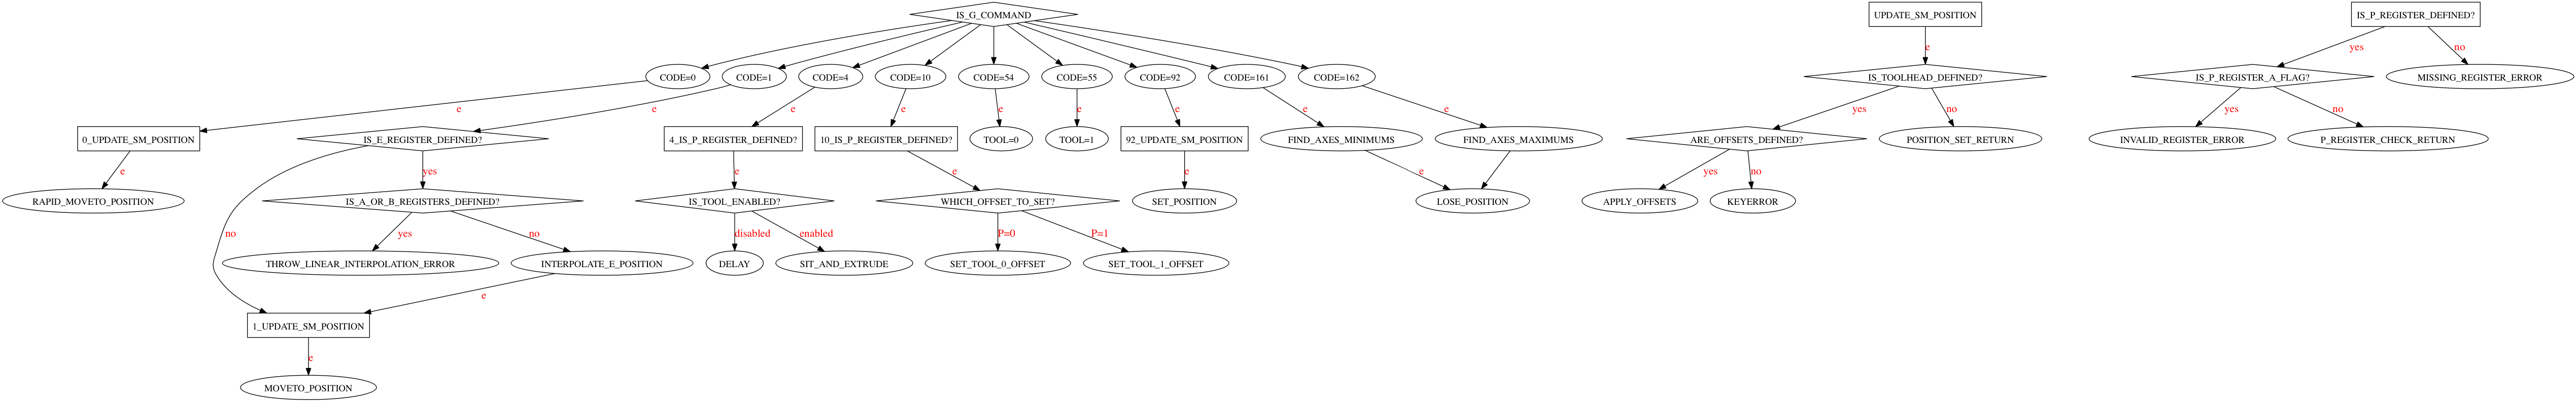 IS_G_COMMAND
UPDATE_SM_POSITION
IS_P_REGISTER_DEFINED?
e
yes
no
CODE=0
CODE=1
CODE=4
CODE=10
CODE=54
CODE=55
CODE=92
CODE=161
CODE=162
IS_TOOLHEAD_DEFINED?
IS_P_REGISTER_A_FLAG?
MISSING_REGISTER_ERROR
e
e
e
e
e
e
e
e
e
yes
no
yes
no
0_UPDATE_SM_POSITION
IS_E_REGISTER_DEFINED?
4_IS_P_REGISTER_DEFINED?
10_IS_P_REGISTER_DEFINED?
TOOL=0
TOOL=1
92_UPDATE_SM_POSITION
FIND_AXES_MINIMUMS
FIND_AXES_MAXIMUMS
ARE_OFFSETS_DEFINED?
POSITION_SET_RETURN
INVALID_REGISTER_ERROR
P_REGISTER_CHECK_RETURN
e
yes
e
e
e
e
yes
no
RAPID_MOVETO_POSITION
IS_A_OR_B_REGISTERS_DEFINED?
IS_TOOL_ENABLED?
WHICH_OFFSET_TO_SET?
SET_POSITION
LOSE_POSITION
APPLY_OFFSETS
KEYERROR
no
yes
no
disabled
enabled
P=0
P=1
THROW_LINEAR_INTERPOLATION_ERROR
INTERPOLATE_E_POSITION
DELAY
SIT_AND_EXTRUDE
SET_TOOL_0_OFFSET
SET_TOOL_1_OFFSET
e
1_UPDATE_SM_POSITION
e
MOVETO_POSITION